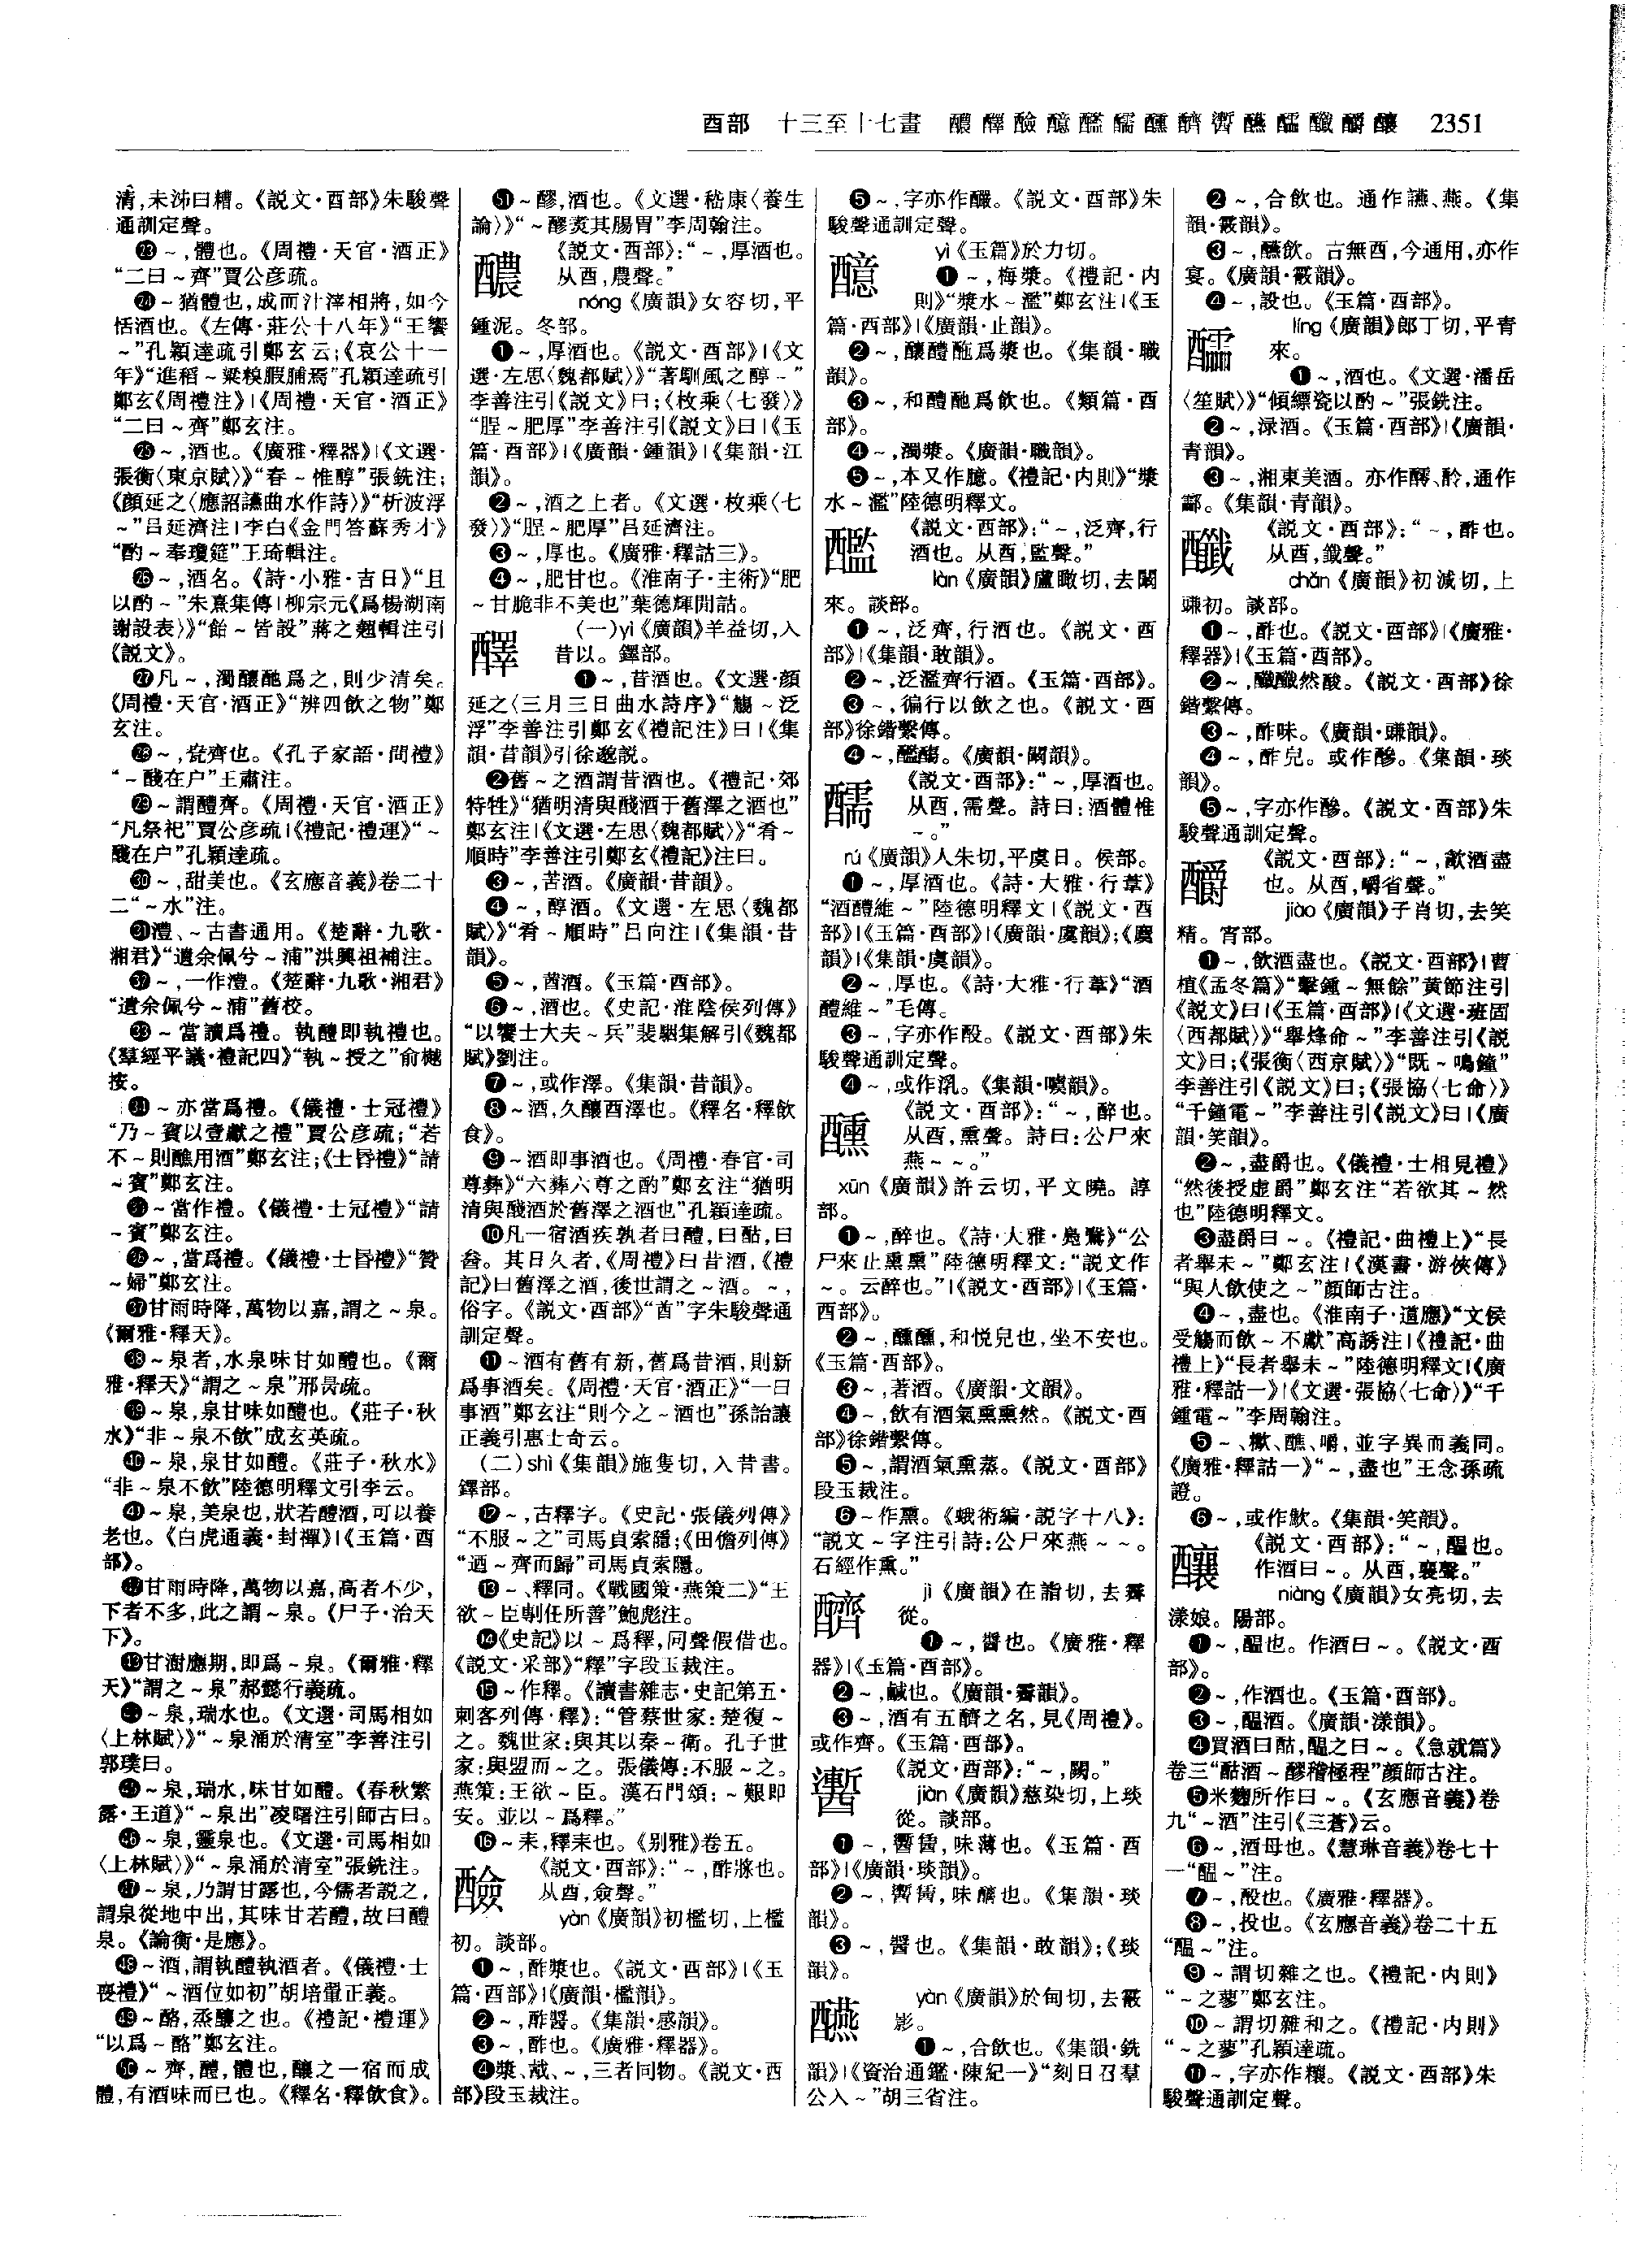 酉部 十三至十七畫 醲醳醶醷醶醹醺醨醬醼醽醶釂釀 2351
清,未泲曰糟。《説文·酉部》朱駿聲
通訓定聲。
㉓~,體也。《周禮·天官·酒正》
“二曰~齊”賈公彦疏。
㉔~猶體也,成而汁滓相將,如今
恬酒也。《左傳·莊公十八年》“王饗
~”孔穎達疏引鄭玄云;《哀公十一
年》“進稻~粱糗腶脯焉”孔穎達疏引
鄭玄《周禮注》|《周禮·天官·酒正》
“二曰~齊”鄭玄注。
㉕~,酒也。《廣雅·釋器》|《文選·
張衡〈東京賦〉》“春~惟醇”張銑注;
《顔延之〈應詔讌曲水作詩〉》“析波浮
~”吕延濟注|李白《金門答蘇秀才》
“酌~奉瓊筵”王琦輯注。
㉖~,酒名。《詩·小雅·吉日》“且
以酌~”朱熹集傳|柳宗元《爲楊湖南
謝設表〉》“飴~皆設”蔣之翹輯注引
《説文》。
㉗凡~,濁釀酏爲之,則少清矣。
《周禮·天官·酒正》“辨四飲之物”鄭
玄注。
㉘~,瓫齊也。《孔子家語·問禮》
“~醆在户”王肅注。
㉙~謂醴齊。《周禮·天官·酒正》
“凡祭祀”賈公彦疏|《禮記·禮運》“~
醆在户”孔穎達疏。
㉚~,甜美也。《玄應音義》卷二十
二“~水”注。
㉛澧、~古書通用。《楚辭·九歌·
湘君》“遺余佩兮~浦”洪興祖補注。
㉜~,一作澧。《楚辭·九歌·湘君》
“遺余佩兮~浦”舊校。
㉝~當讀爲禮。執醴即執禮也。
《羣經平議·禮記四》“執~授之”俞樾
按。
㉞~亦當爲禮。《儀禮·士冠禮》
“乃~賓以壹獻之禮”賈公彦疏;“若
不~則醮用酒”鄭玄注;《士昏禮》“請
~賓”鄭玄注。
㉟~當作禮。《儀禮·士冠禮》“請
~賓”鄭玄注。
㊱~,當爲禮。《儀禮·士昏禮》“贊
~婦”鄭玄注。
㊲甘雨時降,萬物以嘉,謂之~泉。
《爾雅·釋天》。
㊳~泉者,水泉味甘如醴也。《爾
雅·釋天》“謂之~泉”邢昺疏。
㊴~泉,泉甘味如醴也。《莊子·秋
水》“非~泉不飲”成玄英疏。
㊵~泉,泉甘如醴。《莊子·秋水》
“非~泉不飲”陸德明釋文引李云。
㊶~泉,美泉也,狀若醴酒,可以養
老也。《白虎通義·封禪》|《玉篇·酉
部》。
㊷甘雨時降,萬物以嘉,高者不少,
下者不多,此之謂~泉。《尸子·治天
下》。
㊸甘澍應期,即爲~泉。《爾雅·釋
天》“謂之~泉”郝懿行義疏。
㊹~泉,瑞水也。《文選·司馬相如
〈上林賦〉》“~泉涌於清室”李善注引
郭璞曰。
㊺~泉,瑞水,味甘如醴。《春秋繁
露·王道》“~泉出”凌曙注引師古曰。
㊻~泉,靈泉也。《文選·司馬相如
〈上林賦〉》“~泉涌於清室”張銑注。
㊼~泉,乃謂甘露也,今儒者説之,
謂泉從地中出,其味甘若醴,故曰醴
泉。《論衡·是應》。
㊽~酒,謂執醴執酒者。《儀禮·士
喪禮》“~酒位如初”胡培翬正義。
㊾~酪,烝釀之也。《禮記·禮運》
“以爲~酪”鄭玄注。
㊿~齊,醴,體也,釀之一宿而成
體,有酒味而已也。《釋名·釋飲食》。
51~醪,酒也。《文選·嵇康〈養生
論〉》“~醪煑其腸胃”李周翰注。
醲
《説文·酉部》:“~,厚酒也。
从酉,農聲。”
nóng《廣韻》女容切,平
鍾泥。冬部。
❶~,厚酒也。《説文·酉部》|《文
選·左思〈魏都賦〉》“著馴風之醇~”
李善注引《説文》曰;《枚乘〈七發〉》
“腥~肥厚”李善注引《説文》曰|《玉
篇·酉部》|《廣韻·鍾韻》|《集韻·江
韻》。
❷~,酒之上者。《文選·枚乘〈七
發〉》“腥~肥厚”吕延濟注。
❸~,厚也。《廣雅·釋詁三》。
❹~,肥甘也。《淮南子·主術》“肥
~甘脆非不美也”葉德輝閒詁。
醳
(一)yì《廣韻》羊益切,入
昔以。鐸部。
❶~,昔酒也。《文選·顔
延之〈三月三日曲水詩序》“觴~泛
浮”李善注引鄭玄《禮記注》曰|《集
韻·昔韻》引徐邈説。
❷舊~之酒謂昔酒也。《禮記·郊
特牲》“猶明清與醆酒于舊澤之酒也”
鄭玄注|《文選·左思〈魏都賦〉》“肴~
順時”李善注引鄭玄《禮記》注曰。
❸~,苦酒。《廣韻·昔韻》。
❹~,醇酒。《文選·左思〈魏都
賦〉》“肴~順時”吕向注|《集韻·昔
韻》。
❺~,酋酒。《玉篇·酉部》。
❻~,酒也。《史記·淮陰侯列傳》
“以饗士大夫~兵”裴駰集解引《魏都
賦》劉注。
❼~,或作澤。《集韻·昔韻》。
❽~酒,久釀酉澤也。《釋名·釋飲
食》。
❾~酒即事酒也。《周禮·春官·司
尊彝》“六彝六尊之酌”鄭玄注“猶明
清與醆酒於舊澤之酒也”孔穎達疏。
❿凡一宿酒疾孰者曰醴,曰酤,曰
酓。其日久者,《周禮》曰昔酒,《禮
記》曰舊澤之酒,後世謂之~酒。~,
俗字。《説文·酉部》“酋”字朱駿聲通
訓定聲。
⓫~酒有舊有新,舊爲昔酒,則新
爲事酒矣。《周禮·天官·酒正》“一曰
事酒”鄭玄注“則今之~酒也”孫詒讓
正義引惠士奇云。
(二)shì《集韻》施隻切,入昔書。
鐸部。
⓬~,古釋字。《史記·張儀列傳》
“不服~之”司馬貞索隱;《田儋列傳》
“迺~齊而歸”司馬貞索隱。
⓭~、釋同。《戰國策·燕策二》“王
欲~臣剸任所善”鮑彪注。
⓮《史記》以~爲釋,同聲假借也。
《説文·釆部》“釋”字段玉裁注。
⓯~作釋。《讀書雜志·史記第五·
刺客列傳·釋》:“管蔡世家:楚復~
之。魏世家:與其以秦~衛。孔子世
家:與盟而~之。張儀傳:不服~之。
燕策:王欲~臣。漢石門頌:~艱即
安。並以~爲釋。”
⓰~耒,釋耒也。《别雅》卷五。
醶
《説文·酉部》:“~,酢漿也。
从酉,僉聲。”
yàn《廣韻》初檻切,上檻
初。談部。
❶~,酢漿也。《説文·酉部》|《玉
篇·酉部》|《廣韻·檻韻》。
❷~,酢醬。《集韻·感韻》。
❸~,酢也。《廣雅·釋器》。
❹漿、酨、~,三者同物。《説文·酉
部》段玉裁注。
❺~,字亦作釅。《説文·酉部》朱
駿聲通訓定聲。
醷
yì《玉篇》於力切。
❶~,梅漿。《禮記·内
則》“漿水~濫”鄭玄注|《玉
篇·酉部》|《廣韻·止韻》。
❷~,釀醴酏爲漿也。《集韻·職
韻》。
❸~,和醴酏爲飲也。《類篇·酉
部》。
❹~,濁漿。《廣韻·職韻》。
❺~,本又作臆。《禮記·内則》“漿
水~濫”陸德明釋文。
䤘
《説文·酉部》:“~,泛齊,行
酒也。从酉,監聲。”
làn《廣韻》盧瞰切,去闞
來。談部。
❶~,泛齊,行酒也。《説文·酉
部》|《集韻·敢韻》。
❷~,泛濫齊行酒。《玉篇·酉部》。
❸~,徧行以飲之也。《説文·酉
部》徐鍇繫傳。
❹~,䤘醶。《廣韻·闞韻》。
醹
《説文·酉部》:“~,厚酒也。
从酉,需聲。詩曰:酒醴惟
~。”
rú《廣韻》人朱切,平虞日。侯部。
❶~,厚酒也。《詩·大雅·行葦》
“酒醴維~”陸德明釋文|《説文·酉
部》|《玉篇·酉部》|《廣韻·虞韻》;《麌
韻》|《集韻·虞韻》。
❷~,厚也。《詩·大雅·行葦》“酒
醴維~”毛傳。
❸~,字亦作酘。《説文·酉部》朱
駿聲通訓定聲。
❹~,或作㳶。《集韻·噳韻》。
醺
《説文·酉部》:“~,醉也。
从酉,熏聲。詩曰:公尸來
燕~~。”
xūn《廣韻》許云切,平文曉。諄
部。
❶~,醉也。《詩·大雅·鳧鷖》“公
尸來止熏熏”陸德明釋文:“説文作
~。云醉也。”|《説文·酉部》|《玉篇·
酉部》。
❷~,醺醺,和悦皃也,坐不安也。
《玉篇·酉部》。
❸~,著酒。《廣韻·文韻》。
❹~,飲有酒氣熏熏然。《説文·酉
部》徐鍇繫傳。
❺~,謂酒氣熏蒸。《説文·酉部》
段玉裁注。
❻~作熏。《蛾術編·説字十八》:
“説文~字注引詩:公尸來燕~~。
石經作熏。”
䤠
jì《廣韻》在詣切,去霽
從。
❶~,醬也。《廣雅·釋
器》|《玉篇·酉部》。
❷~,鹹也。《廣韻·霽韻》。
❸~,酒有五䤠之名,見《周禮》。
或作齊。《玉篇·酉部》。
《説文·酉部》:“~,闕。”
jiàn《廣韻》慈染切,上琰
從。談部。
❶~,味薄也。《玉篇·酉
部》|《廣韻·琰韻》。
❷~,味醨也。《集韻·琰
韻》。
❸~,醬也。《集韻·敢韻》;《琰
韻》。
醼
yàn《廣韻》於甸切,去霰
影。
❶~,合飲也。《集韻·銑
韻》|《資治通鑑·陳紀一》“刻日召羣
公入~”胡三省注。
❷~,合飲也。通作讌、燕。《集
韻·霰韻》。
❸~,醼飲。古無酉,今通用,亦作
宴。《廣韻·霰韻》。
❹~,設也。《玉篇·酉部》。
醽
líng《廣韻》郎丁切,平青
來。
❶~,酒也。《文選·潘岳
〈笙賦〉》“傾縹瓷以酌~”張銑注。
❷~,渌酒。《玉篇·酉部》|《廣韻·
青韻》。
❸~,湘東美酒。亦作醪、䣆,通作
酃。《集韻·青韻》。
《説文·酉部》:“~,酢也。
从酉,韱聲。”
chǎn《廣韻》初減切,上
豏初。談部。
❶~,酢也。《説文·酉部》|《廣雅·
釋器》|《玉篇·酉部》。
❷~,然酸。《説文·酉部》徐
鍇繫傳。
❸~,酢味。《廣韻·豏韻》。
❹~,酢皃。或作醦。《集韻·琰
韻》。
❺~,字亦作醦。《説文·酉部》朱
駿聲通訓定聲。
釂
《説文·酉部》:“~,歠酒盡
也。从酉,嚼省聲。”
jiào《廣韻》子肖切,去笑
精。宵部。
❶~,飲酒盡也。《説文·酉部》|曹
植《孟冬篇》“擊鍾~無餘”黄節注引
《説文》曰|《玉篇·酉部》|《文選·班固
〈西都賦〉》“舉烽命~”李善注引《説
文》曰;《張衡〈西京賦〉》“既~鳴鐘”
李善注引《説文》曰;《張協〈七命〉》
“千鐘電~”李善注引《説文》曰|《廣
韻·笑韻》。
❷~,盡爵也。《儀禮·士相見禮》
“然後授虚爵”鄭玄注“若欲其~然
也”陸德明釋文。
❸盡爵曰~。《禮記·曲禮上》“長
者舉未~”鄭玄注|《漢書·游俠傳》
“與人飲使之~”顔師古注。
❹~,盡也。《淮南子·道應》“文侯
受觴而飲~不獻”高誘注|《禮記·曲
禮上》“長者舉未~”陸德明釋文|《廣
雅·釋詁一》|《文選·張協〈七命〉》“千
鍾電~”李周翰注。
❺~、㰎、醮、嚼,並字異而義同。
《廣雅·釋詁一》“~,盡也”王念孫疏
證。
❻~,或作㰎。《集韻·笑韻》。
釀
《説文·酉部》:“~,醖也。
作酒曰~。从酉,襄聲。”
niàng《廣韻》女亮切,去
漾娘。陽部。
❶~,醖也。作酒曰~。《説文·酉
部》。
❷~,作酒也。《玉篇·酉部》。
❸~,醖酒。《廣韻·漾韻》。
❹買酒曰酤,醖之曰~。《急就篇》
卷三“酤酒~醪稽極程”顔師古注。
❺米麴所作曰~。《玄應音義》卷
九“~酒”注引《三蒼》云。
❻~,酒母也。《慧琳音義》卷七十
一“醖~”注。
❼~,酘也。《廣雅·釋器》。
❽~,投也。《玄應音義》卷二十五
“醖~”注。
❾~謂切雜之也。《禮記·内則》
“~之蓼”鄭玄注。
❿~謂切雜和之。《禮記·内則》
“~之蓼”孔穎達疏。
⓫~,字亦作䆑。《説文·酉部》朱
駿聲通訓定聲。